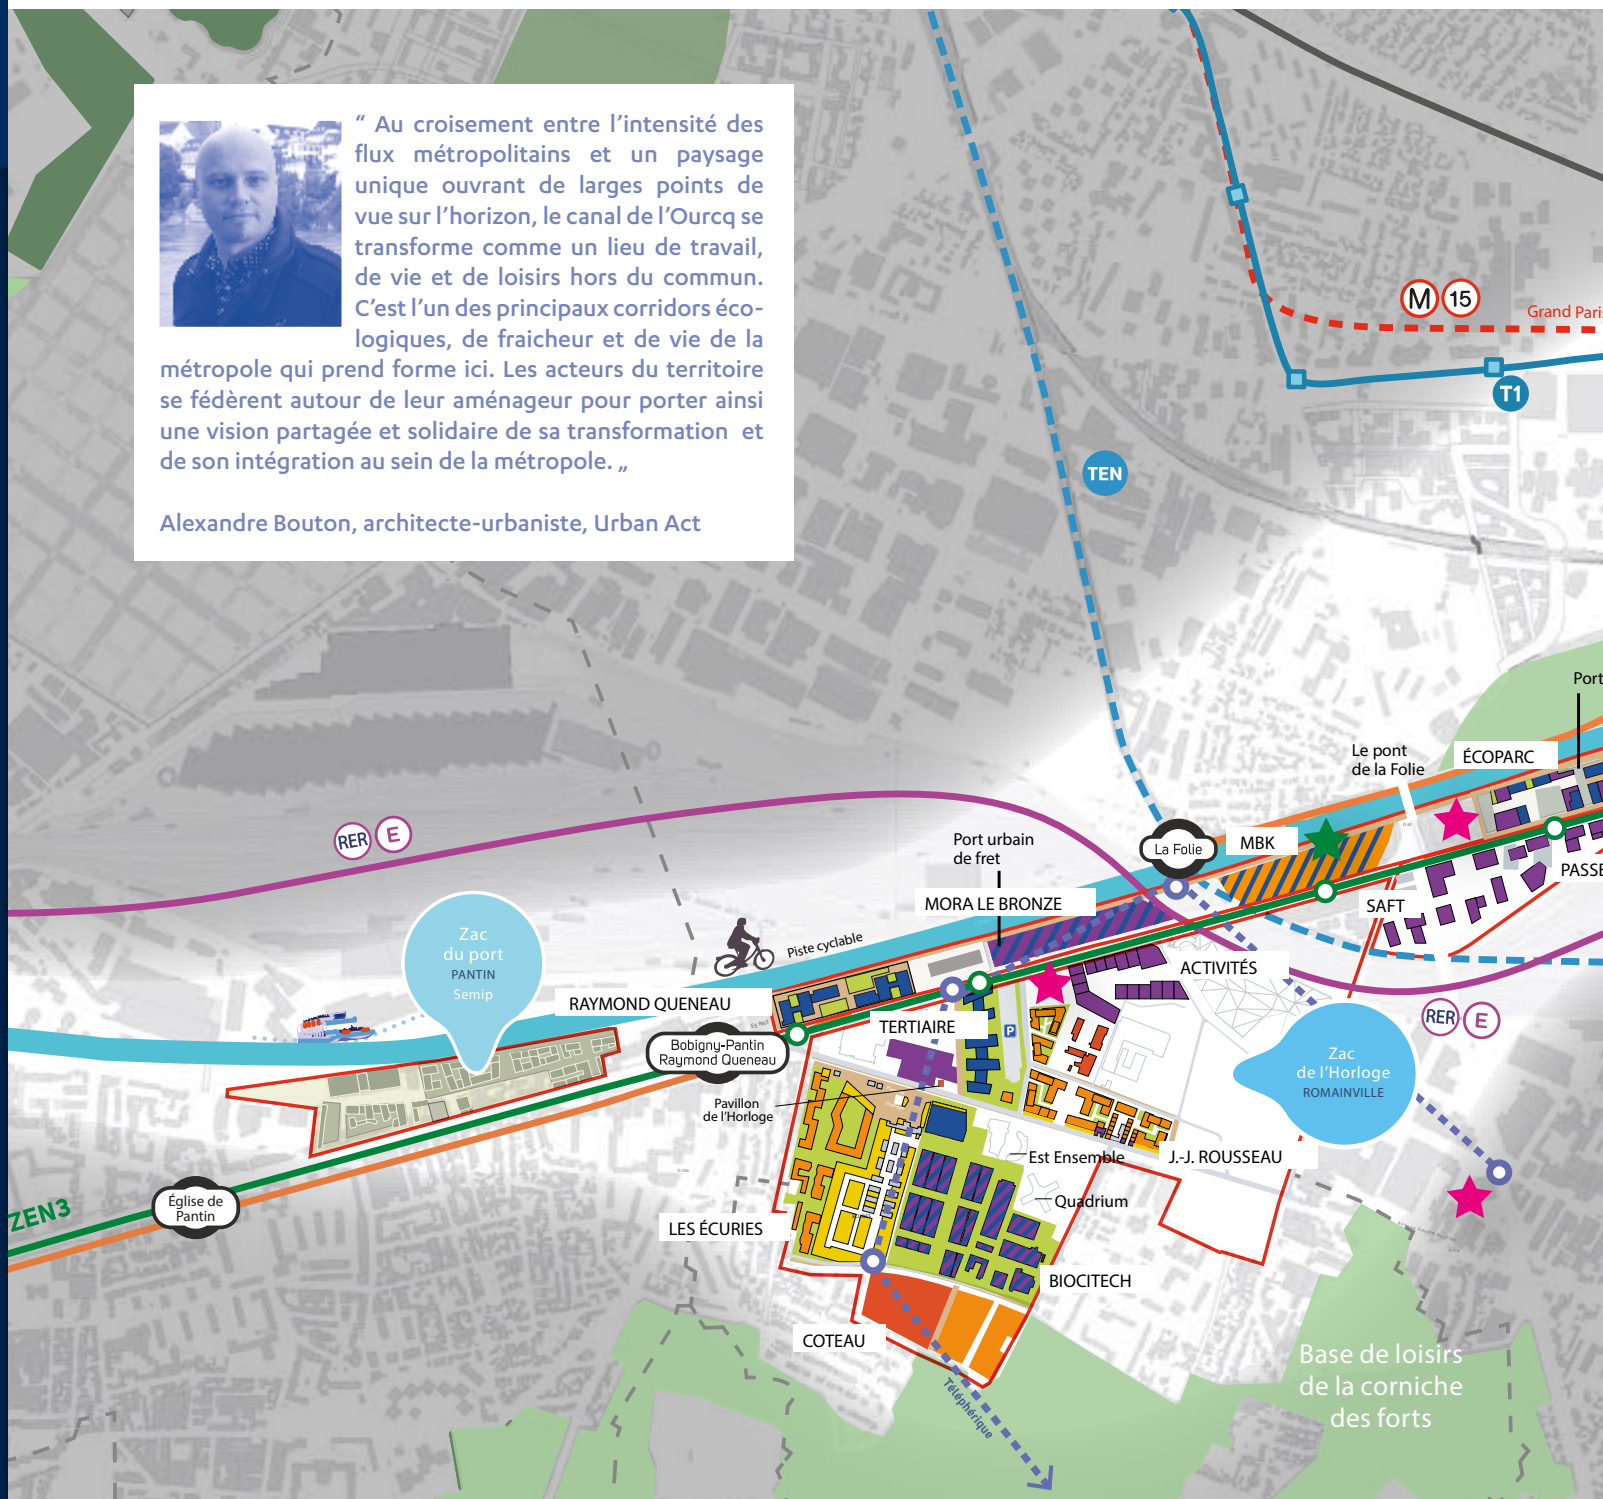 “ Au croisement entre l’intensité des
flux métropolitains et un paysage
unique ouvrant de larges points de
vue sur l’horizon, le canal de l’Ourcq se
transforme comme un lieu de travail,
de vie et de loisirs hors du commun.
C’est l’un des principaux corridors éco-
logiques, de fraicheur et de vie de la
métropole qui prend forme ici. Les acteurs du territoire
se fédèrent autour de leur aménageur pour porter ainsi
une vision partagée et solidaire de sa transformation et
de son intégration au sein de la métropole. „
Alexandre Bouton, architecte-urbaniste, Urban Act
M 15
Grand Paris
T1
TEN
Port
Le pont
de la Folie
ÉCOPARC
RER E
La Folie
MBK
Port urbain
de fret
MORA LE BRONZE
PASSE
SAFT
Zac
du port
PANTIN
Semip
Piste cyclable
ACTIVITÉS
RAYMOND QUENEAU
TERTIAIRE
P
RER E
Bobigny-Pantin
Raymond Queneau
Zac
de l’Horloge
ROMAINVILLE
Pavillon
de l’Horloge
Est Ensemble
J.-J. ROUSSEAU
Quadrium
Église de
Pantin
ZEN3
LES ÉCURIES
BIOCITECH
COTEAU
Téléphérique
Base de loisirs
de la corniche
des forts